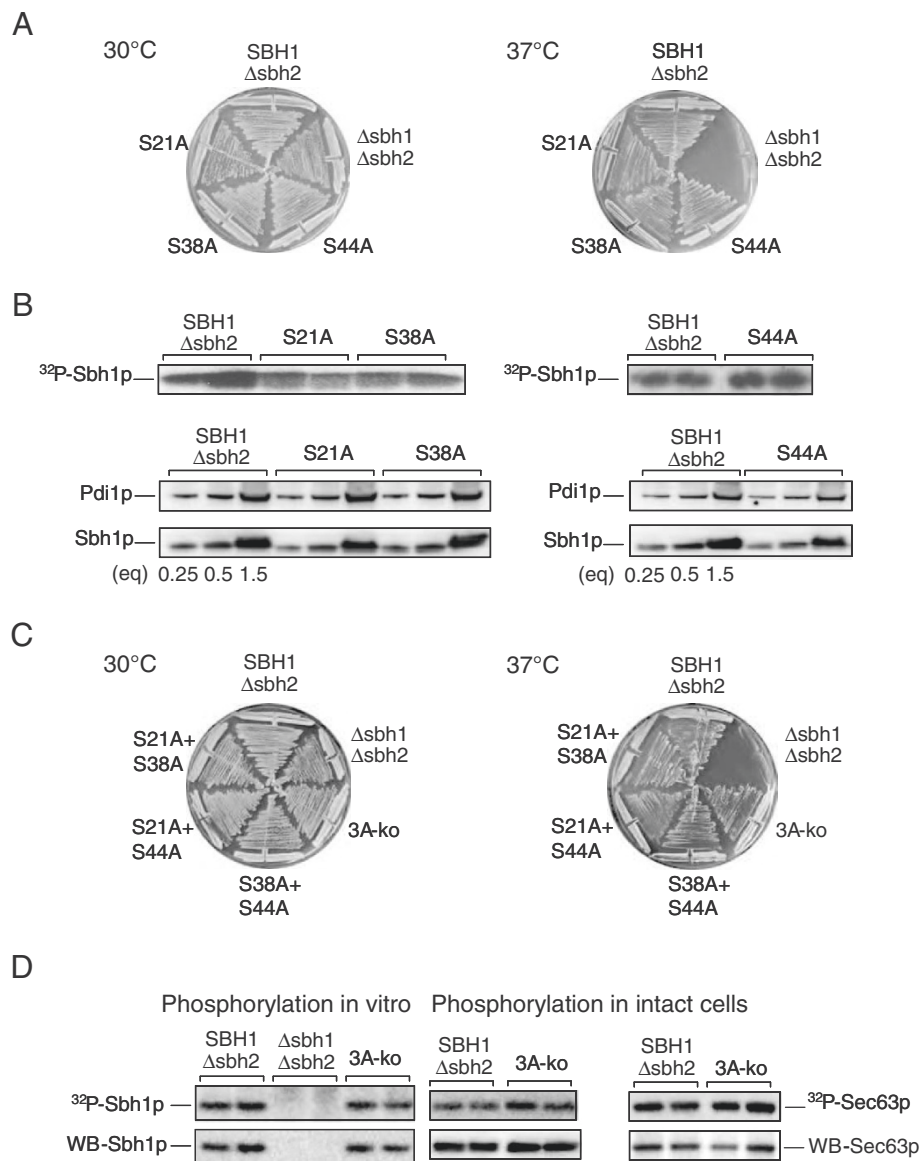 A
30°C
SBH1
Δsbh2
S21A
Δsbh1
Δsbh2
S38A
S44A
37°C
SBH1
Δsbh2
S21A
Δsbh1
Δsbh2
S38A
S44A
B
SBH1
Δsbh2
S21A
S38A
³²P-Sbh1p
SBH1
Δsbh2
S44A
³²P-Sbh1p
SBH1
Δsbh2
S21A
S38A
Pdi1p
Sbh1p
(eq) 0.25 0.5 1.5
SBH1
Δsbh2
S44A
Pdi1p
Sbh1p
(eq) 0.25 0.5 1.5
C
30°C
SBH1
Δsbh2
S21A+
S38A
Δsbh1
Δsbh2
S21A+
S44A
3A-ko
S38A+
S44A
37°C
SBH1
Δsbh2
S21A+
S38A
Δsbh1
Δsbh2
S21A+
S44A
3A-ko
S38A+
S44A
D
Phosphorylation in vitro
SBH1
Δsbh2
Δsbh1
Δsbh2
3A-ko
³²P-Sbh1p
WB-Sbh1p
Phosphorylation in intact cells
SBH1
Δsbh2
3A-ko
SBH1
Δsbh2
3A-ko
³²P-Sec63p
WB-Sec63p